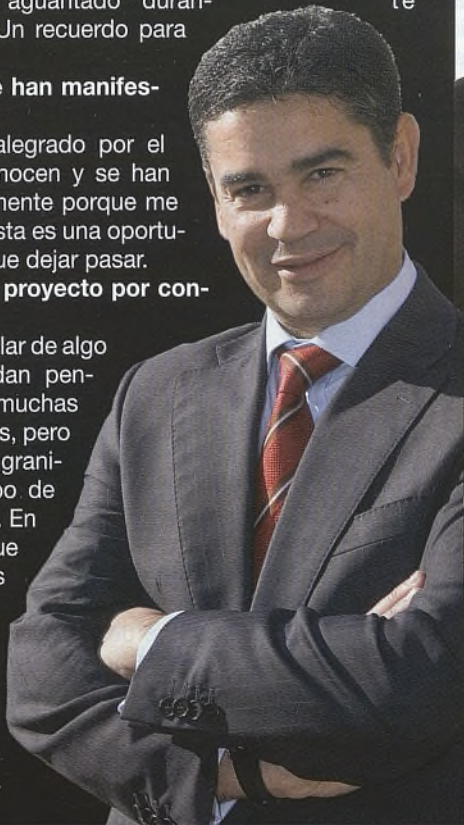 aguantado duran-
Un recuerdo para
han manifes-
alegrado por el
nocen y se han
mente porque me
sta es una oportu-
ue dejar pasar.
proyecto por con-
lar de algo
dan pen-
muchas
s, pero
grani-
po de
. En
ue
s